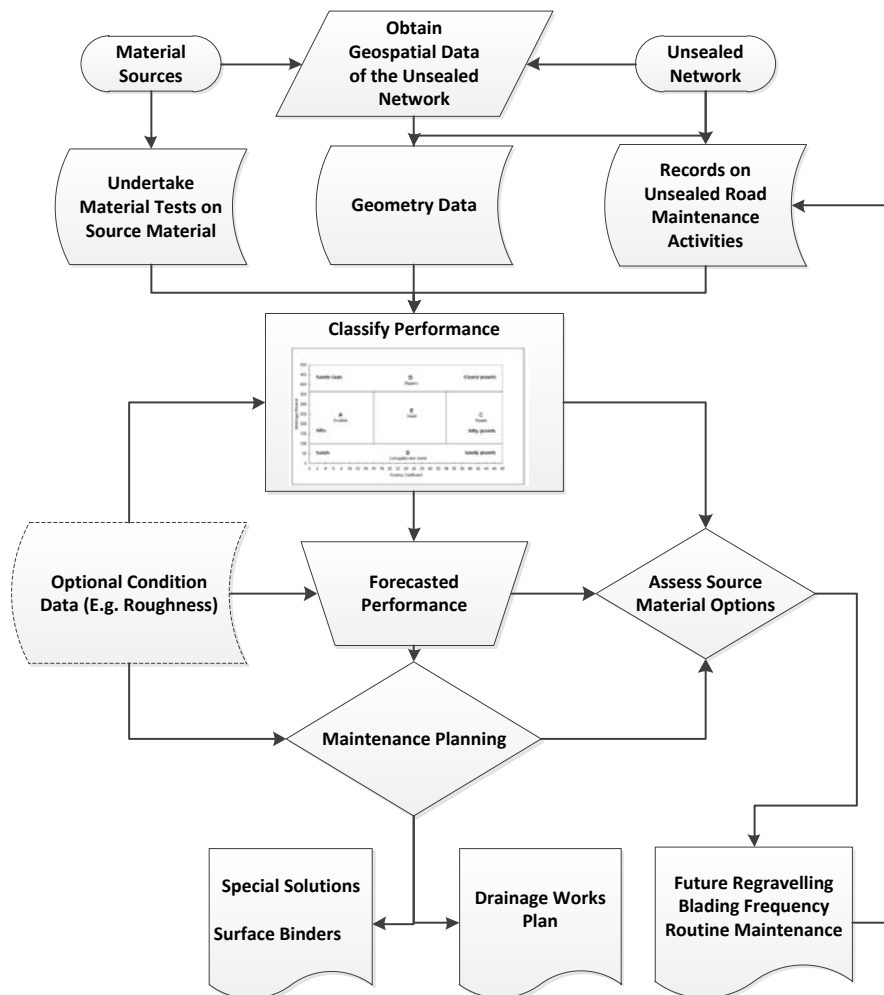 Material
Sources
Obtain
Geospatial Data
of the Unsealed
Network
Unsealed
Network
Undertake
Material Tests on
Source Material
Geometry Data
Records on
Unsealed Road
Maintenance
Activities
Classify Performance
Optional Condition
Data (E.g. Roughness)
Forecasted
Performance
Assess Source
Material Options
Maintenance Planning
Special Solutions
Surface Binders
Drainage Works
Plan
Future Regravelling
Blading Frequency
Routine Maintenance